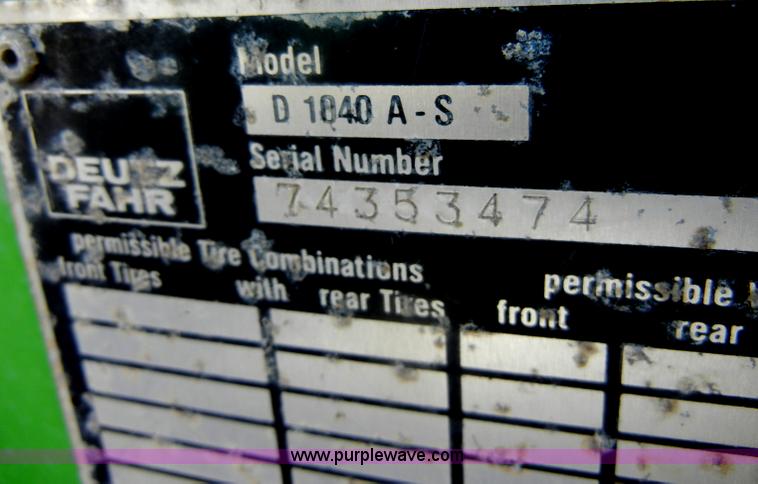 Model
D 1040 A-S
DEUTZ
FAHR
Serial Number
74353474
permissible Tire Combinations
front Tires with rear Tires
permissible
front rear
www.purplewave.com